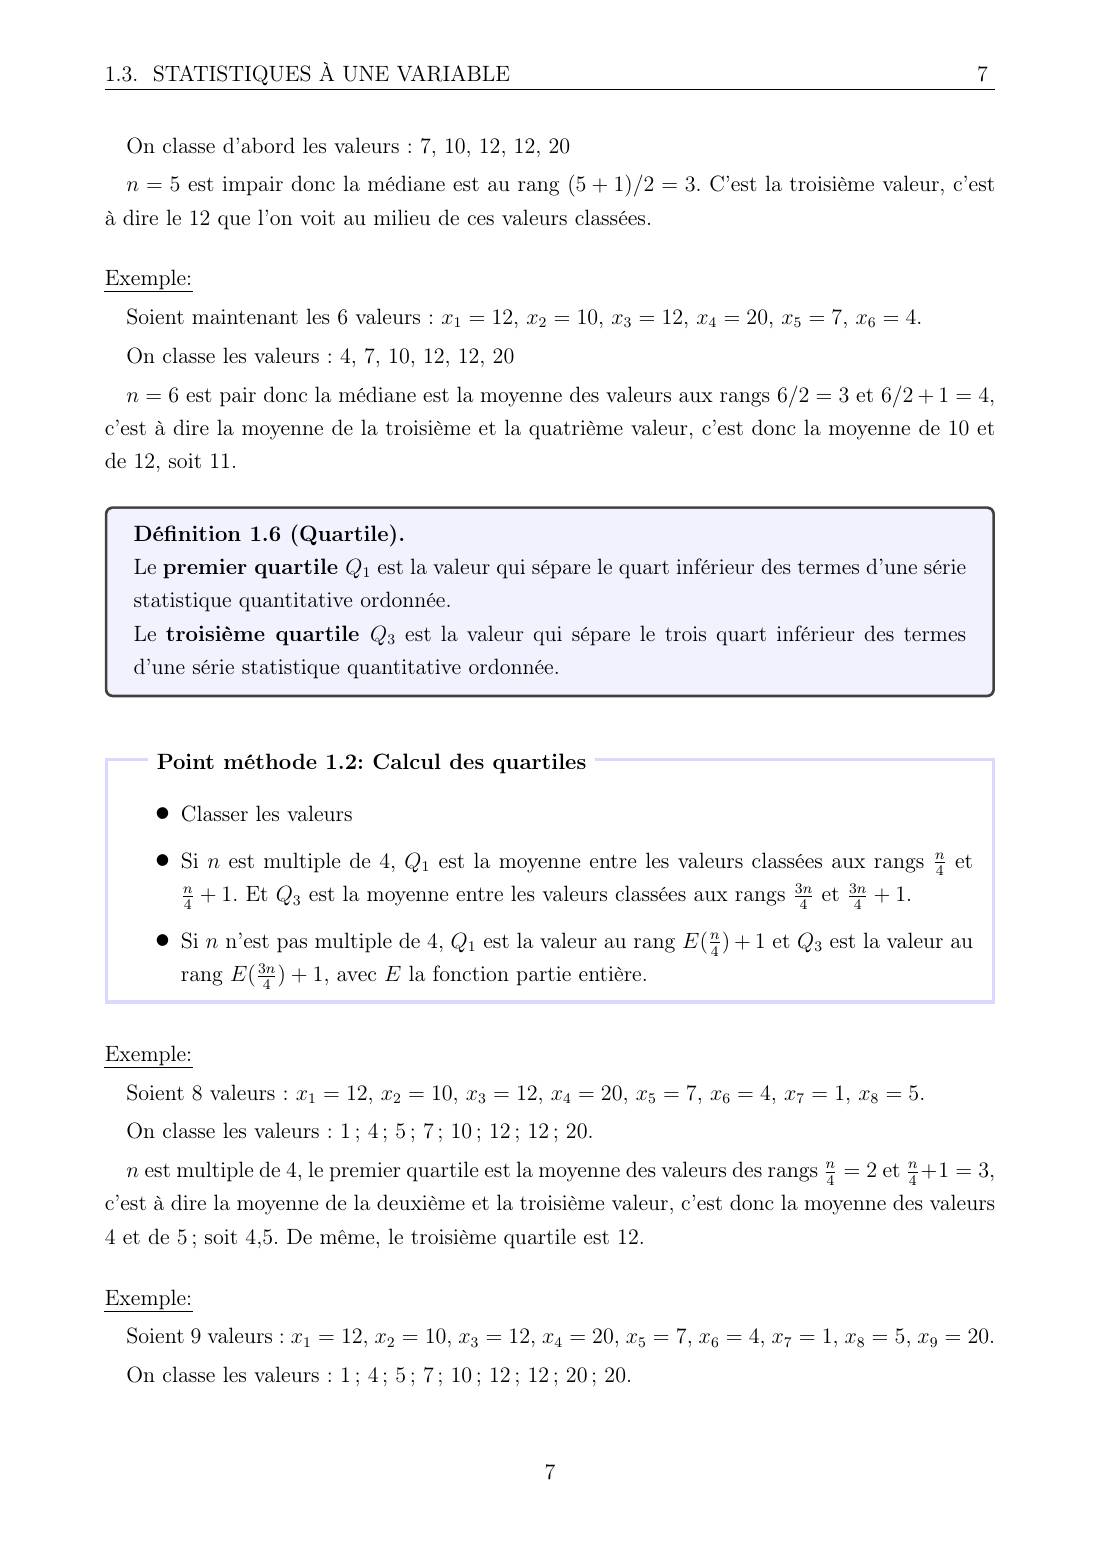 1.3. STATISTIQUES À UNE VARIABLE 7
On classe d'abord les valeurs : 7, 10, 12, 12, 20
n = 5 est impair donc la médiane est au rang (5 + 1)/2 = 3. C'est la troisième valeur, c'est
à dire le 12 que l'on voit au milieu de ces valeurs classées.
Exemple:
Soient maintenant les 6 valeurs : x₁ = 12, x₂ = 10, x₃ = 12, x₄ = 20, x₅ = 7, x₆ = 4.
On classe les valeurs : 4, 7, 10, 12, 12, 20
n = 6 est pair donc la médiane est la moyenne des valeurs aux rangs 6/2 = 3 et 6/2 + 1 = 4,
c'est à dire la moyenne de la troisième et la quatrième valeur, c'est donc la moyenne de 10 et
de 12, soit 11.
Définition 1.6 (Quartile).
Le premier quartile Q₁ est la valeur qui sépare le quart inférieur des termes d'une série
statistique quantitative ordonnée.
Le troisième quartile Q₃ est la valeur qui sépare le trois quart inférieur des termes
d'une série statistique quantitative ordonnée.
Point méthode 1.2: Calcul des quartiles
● Classer les valeurs
● Si n est multiple de 4, Q₁ est la moyenne entre les valeurs classées aux rangs n/4 et
n/4 + 1. Et Q₃ est la moyenne entre les valeurs classées aux rangs 3n/4 et 3n/4 + 1.
● Si n n'est pas multiple de 4, Q₁ est la valeur au rang E(n/4) + 1 et Q₃ est la valeur au
rang E(3n/4) + 1, avec E la fonction partie entière.
Exemple:
Soient 8 valeurs : x₁ = 12, x₂ = 10, x₃ = 12, x₄ = 20, x₅ = 7, x₆ = 4, x₇ = 1, x₈ = 5.
On classe les valeurs : 1 ; 4 ; 5 ; 7 ; 10 ; 12 ; 12 ; 20.
n est multiple de 4, le premier quartile est la moyenne des valeurs des rangs n/4 = 2 et n/4+1 = 3,
c'est à dire la moyenne de la deuxième et la troisième valeur, c'est donc la moyenne des valeurs
4 et de 5 ; soit 4,5. De même, le troisième quartile est 12.
Exemple:
Soient 9 valeurs : x₁ = 12, x₂ = 10, x₃ = 12, x₄ = 20, x₅ = 7, x₆ = 4, x₇ = 1, x₈ = 5, x₉ = 20.
On classe les valeurs : 1 ; 4 ; 5 ; 7 ; 10 ; 12 ; 12 ; 20 ; 20.
7